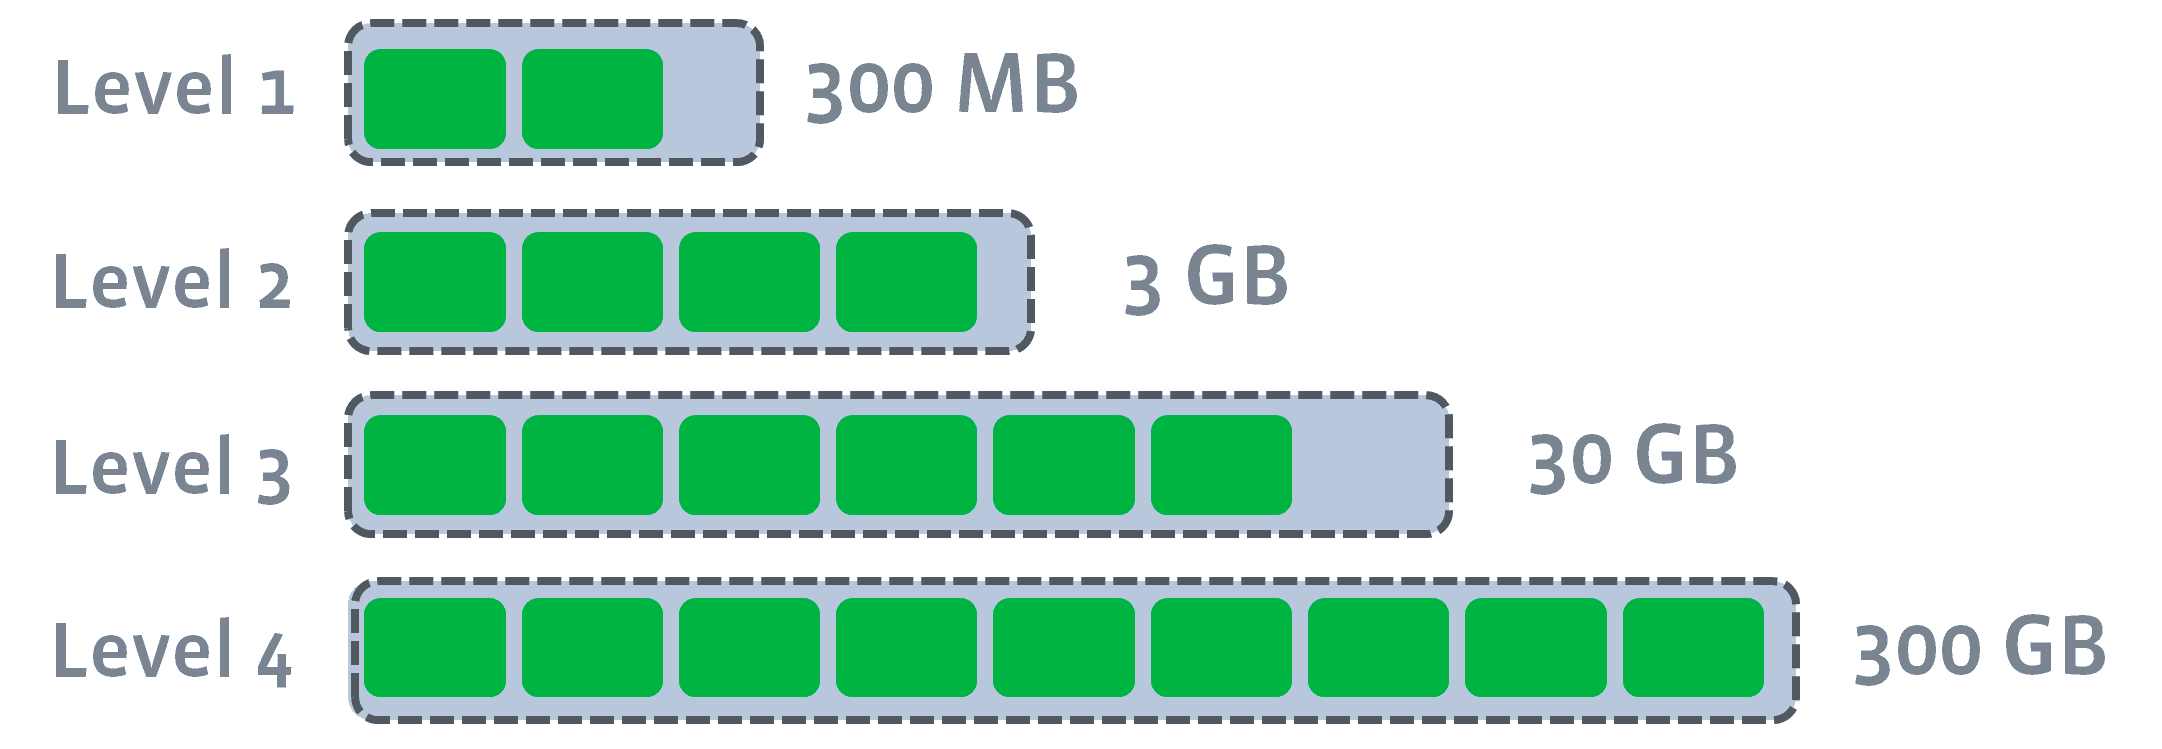 Level 1 300 MB
Level 2 3 GB
Level 3 30 GB
Level 4 300 GB